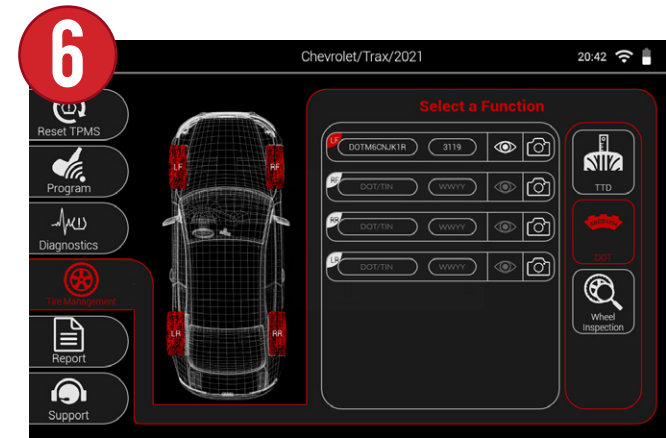 6
Chevrolet/Trax/2021
20:42
Reset TPMS
Program
Diagnostics
Tire Management
Report
Support
LF
RF
LR
RR
Select a Function
LF DOTM6CNJK1R 3119
RF DOT/TIN WWYY
RR DOT/TIN WWYY
LR DOT/TIN WWYY
TTD
DOT
Wheel
Inspection